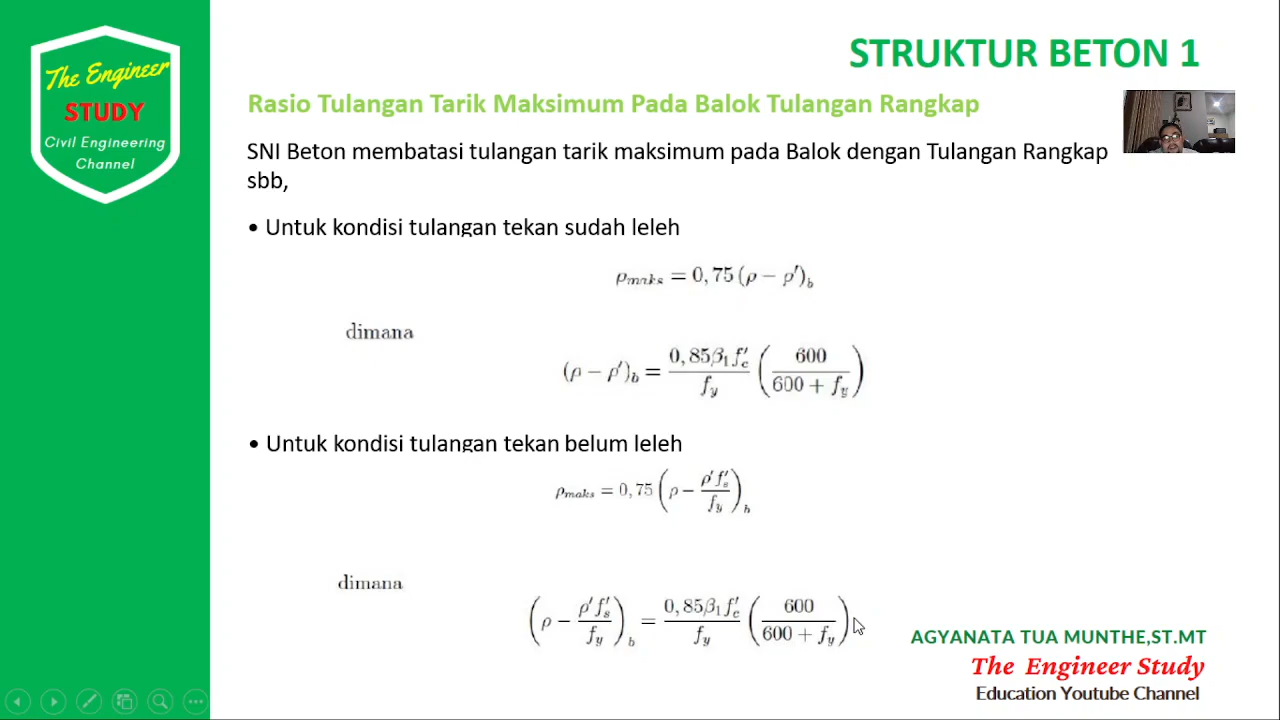 The Engineer
STUDY
Civil Engineering
Channel
STRUKTUR BETON 1
Rasio Tulangan Tarik Maksimum Pada Balok Tulangan Rangkap
SNI Beton membatasi tulangan tarik maksimum pada Balok dengan Tulangan Rangkap
sbb,
• Untuk kondisi tulangan tekan sudah leleh
ρmaks = 0,75 (ρ − ρ′)b
dimana
(ρ − ρ′)b = 0,85β1f′c / fy (600 / 600 + fy)
• Untuk kondisi tulangan tekan belum leleh
ρmaks = 0,75 (ρ − ρ′f′s / fy)b
dimana
(ρ − ρ′f′s / fy)b = 0,85β1f′c / fy (600 / 600 + fy)
AGYANATA TUA MUNTHE,ST.MT
The Engineer Study
Education Youtube Channel